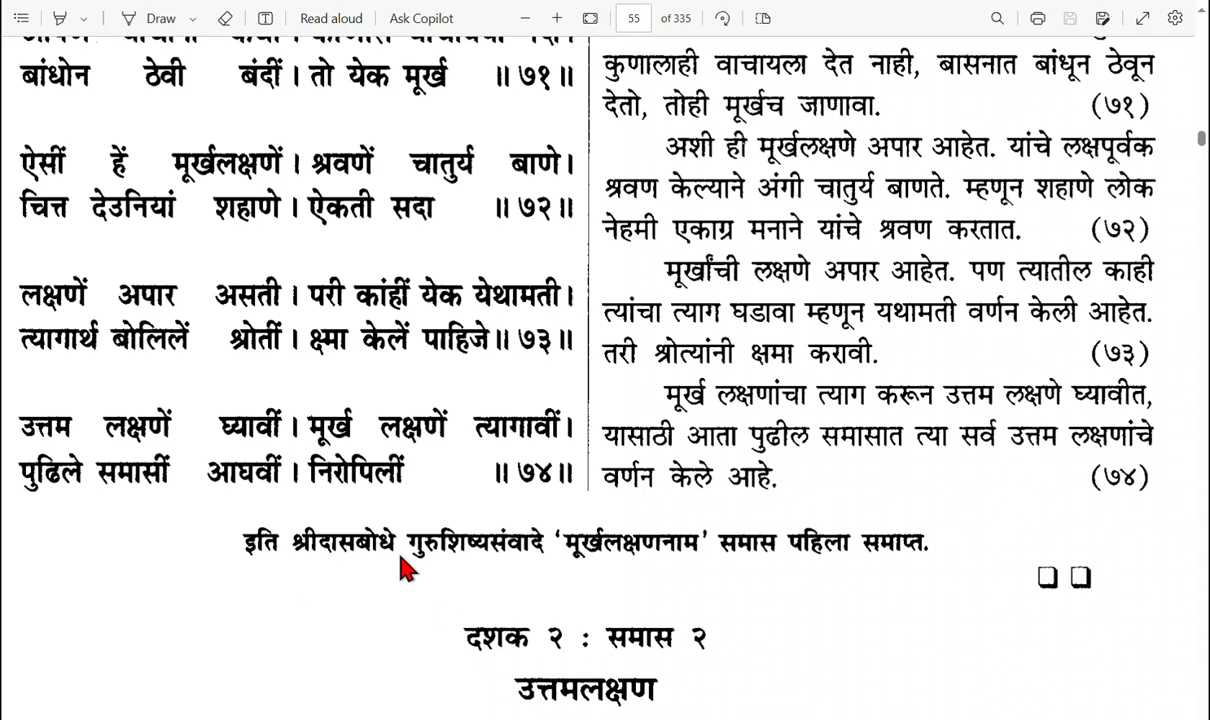 Draw
Read aloud
Ask Copilot
55
of 335
बांधोन ठेवी बंदीं । तो येक मूर्ख ॥ ७१ ॥
ऐसीं हें मूर्खलक्षणें । श्रवणें चातुर्य बाणे ।
चित्त देउनियां शहाणे । ऐकती सदा ॥ ७२ ॥
लक्षणें अपार असती । परी कांहीं येक येथामती ।
त्यागार्थ बोलिलें श्रोतीं । क्ष्मा केलें पाहिजे ॥ ७३ ॥
उत्तम लक्षणें घ्यावीं । मूर्ख लक्षणें त्यागावीं ।
पुढिले समासीं आघवीं । निरोपिलीं ॥ ७४ ॥
कुणालाही वाचायला देत नाही, बासनात बांधून ठेवून
देतो, तोही मूर्खच जाणावा. (७१)
अशी ही मूर्खलक्षणे अपार आहेत. यांचे लक्षपूर्वक
श्रवण केल्याने अंगी चातुर्य बाणते. म्हणून शहाणे लोक
नेहमी एकाग्र मनाने यांचे श्रवण करतात. (७२)
मूर्खांची लक्षणे अपार आहेत. पण त्यातील काही
त्यांचा त्याग घडावा म्हणून यथामती वर्णन केली आहेत.
तरी श्रोत्यांनी क्षमा करावी. (७३)
मूर्ख लक्षणांचा त्याग करून उत्तम लक्षणे घ्यावीत,
यासाठी आता पुढील समासात त्या सर्व उत्तम लक्षणांचे
वर्णन केले आहे. (७४)
इति श्रीदासबोधे गुरुशिष्यसंवादे ‘मूर्खलक्षणनाम’ समास पहिला समाप्त.
दशक २ : समास २
उत्तमलक्षण